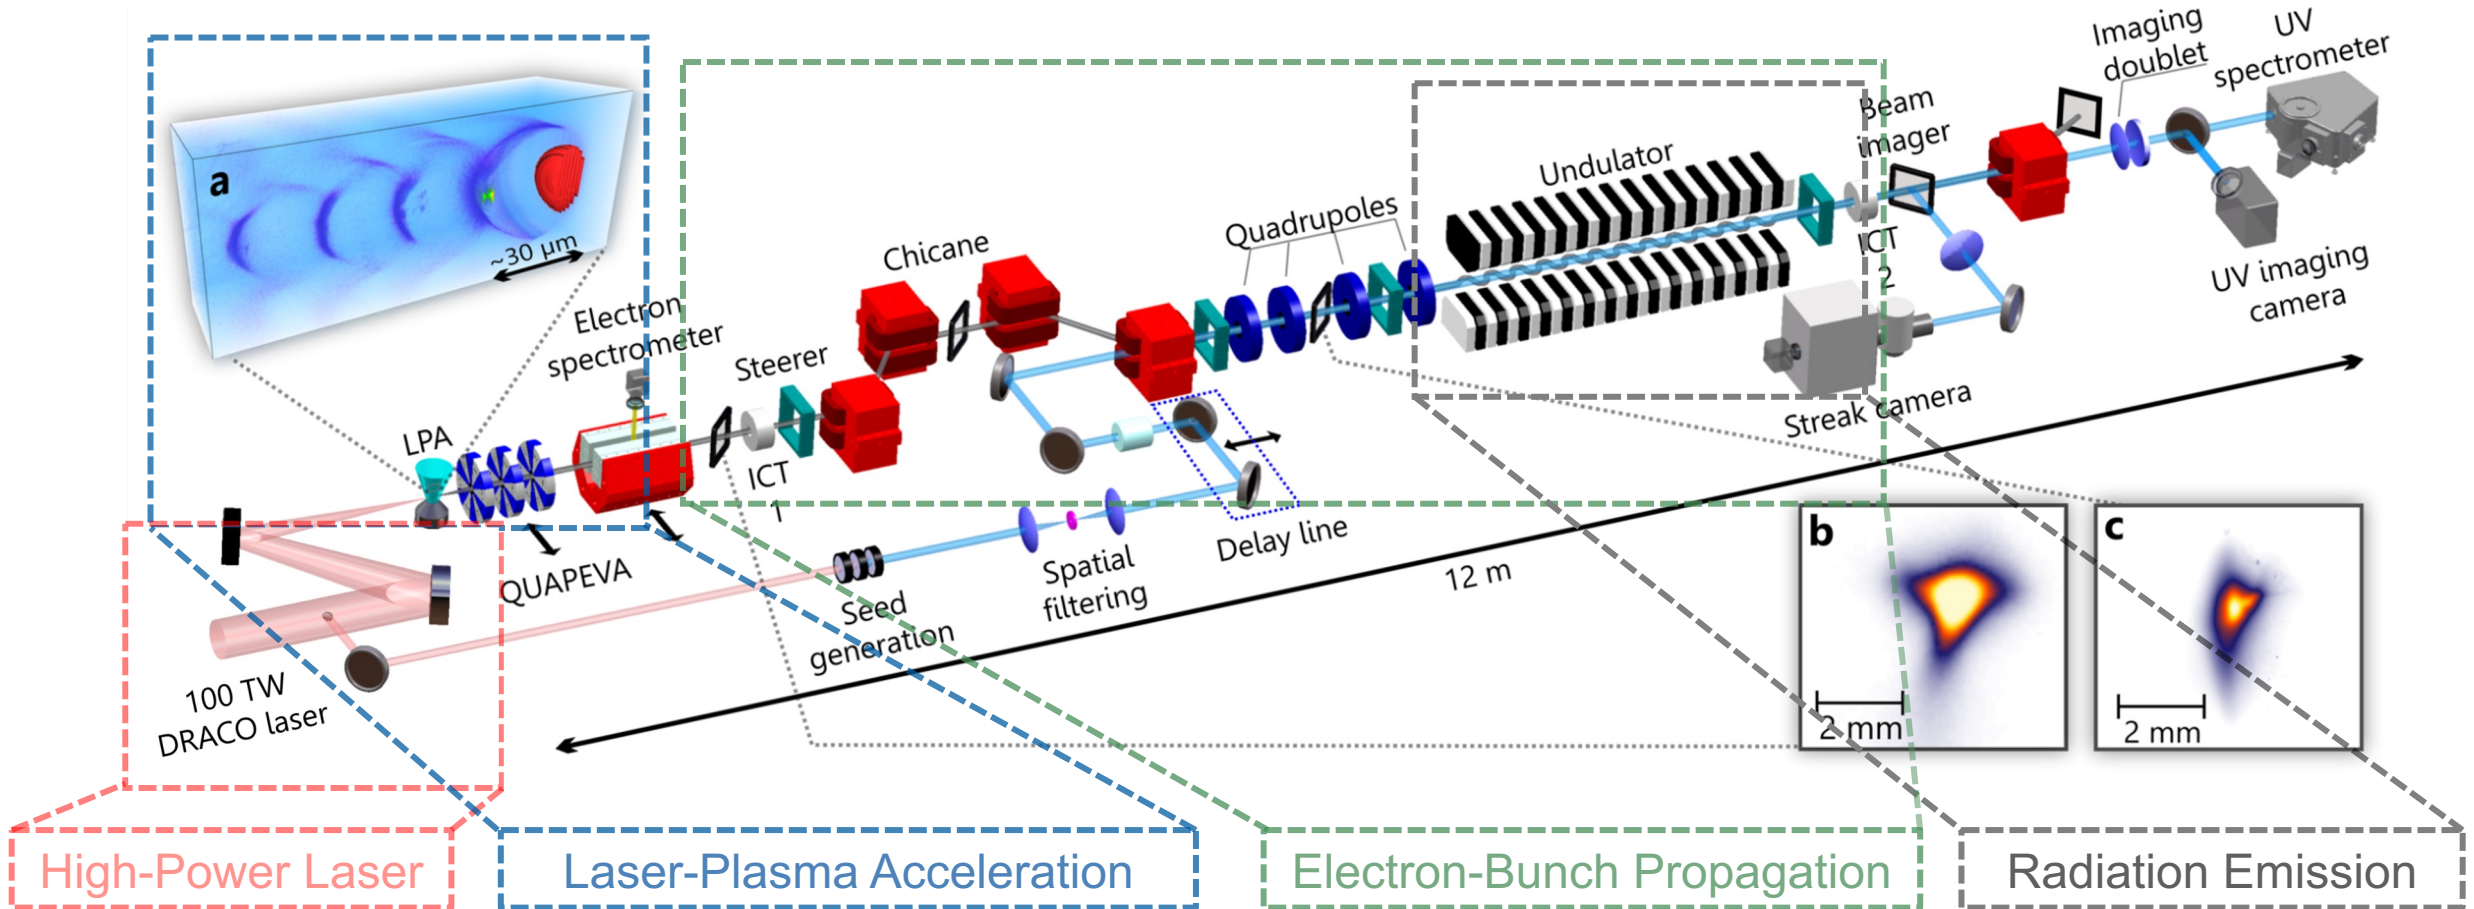 Imaging
doublet
UV
spectrometer
Beam
imager
Undulator
a
Quadrupoles
~30 µm
Chicane
ICT
2
UV imaging
camera
Electron
spectrometer
Steerer
Streak camera
LPA
ICT
1
Delay line
QUAPEVA
Spatial
filtering
12 m
Seed
generation
b
c
2 mm
2 mm
100 TW
DRACO laser
High-Power Laser
Laser-Plasma Acceleration
Electron-Bunch Propagation
Radiation Emission